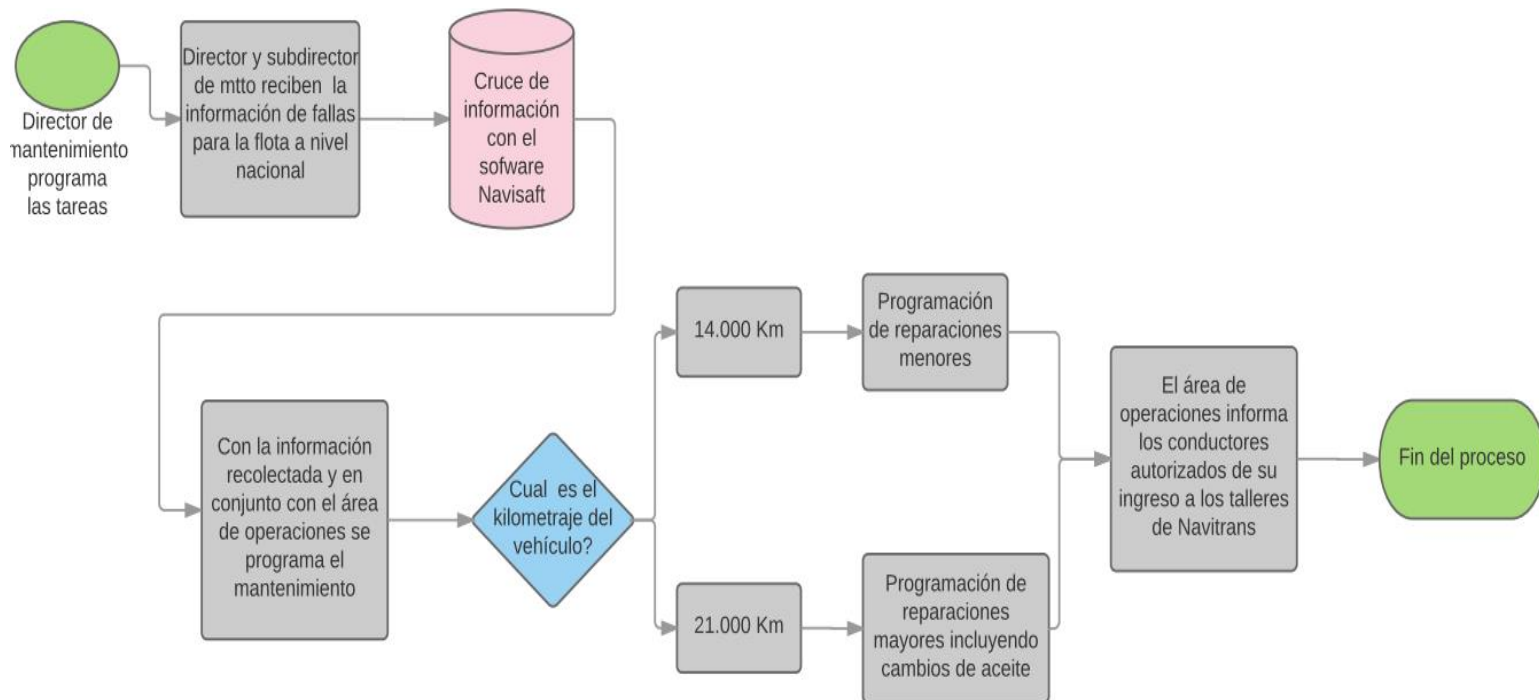 Director de
mantenimiento
programa
las tareas
Director y subdirector
de mtto reciben la
información de fallas
para la flota a nivel
nacional
Cruce de
información
con el
sofware
Navisaft
Con la información
recolectada y en
conjunto con el área
de operaciones se
programa el
mantenimiento
Cual es el
kilometraje del
vehículo?
14.000 Km
Programación
de reparaciones
menores
21.000 Km
Programación de
reparaciones
mayores incluyendo
cambios de aceite
El área de
operaciones informa
los conductores
autorizados de su
ingreso a los talleres
de Navitrans
Fin del proceso